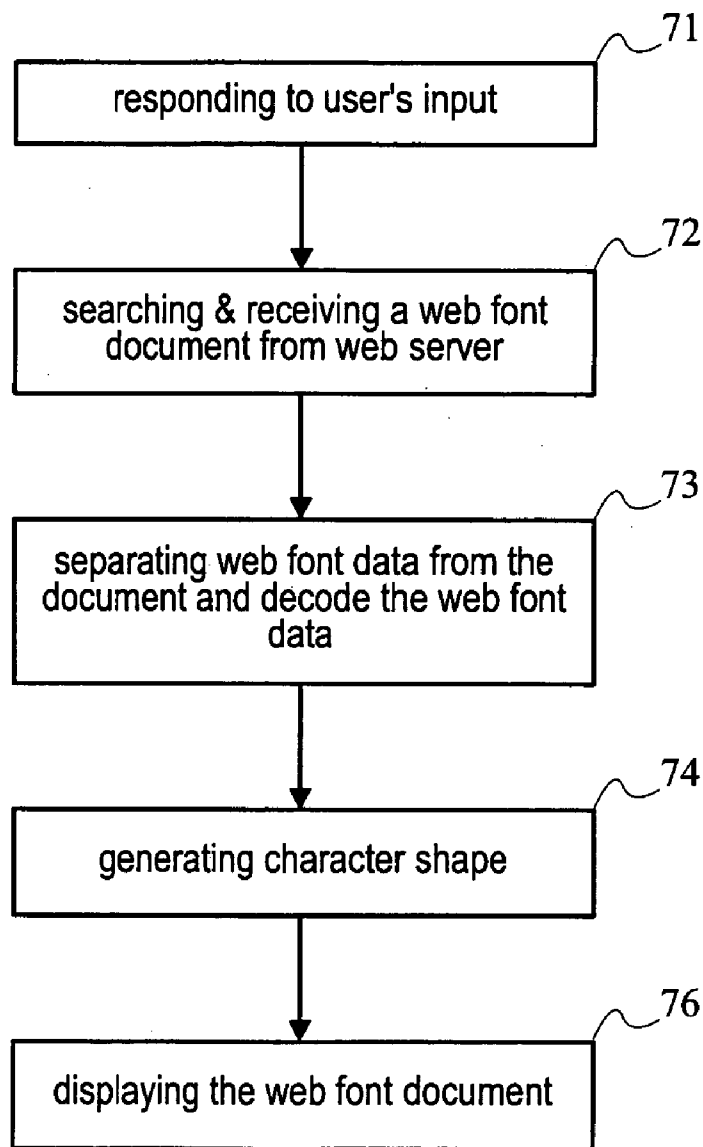 71
responding to user's input
72
searching & receiving a web font
document from web server
73
separating web font data from the
document and decode the web font
data
74
generating character shape
76
displaying the web font document